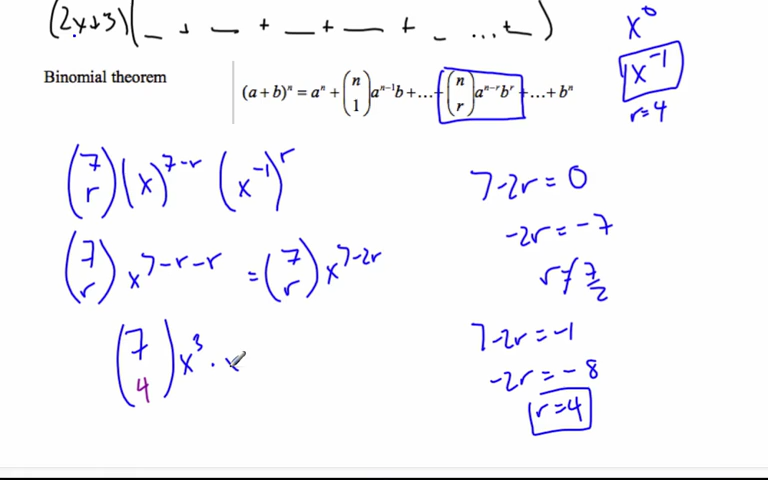 (2x+3)(_ + _ + _ + _ + _ ...+_)
x⁰
x⁻¹
r=4
Binomial theorem
(a+b)ⁿ = aⁿ + (n 1) aⁿ⁻¹b + ... + (n r) aⁿ⁻ʳbʳ + ... + bⁿ
(7 r) (x)⁷⁻ʳ (x⁻¹)ʳ
(7 r) x⁷⁻ʳ⁻ʳ = (7 r) x⁷⁻²ʳ
(7 4) x³ ·
7-2r = 0
-2r = -7
r≠ 7/2
7-2r = -1
-2r = -8
r=4